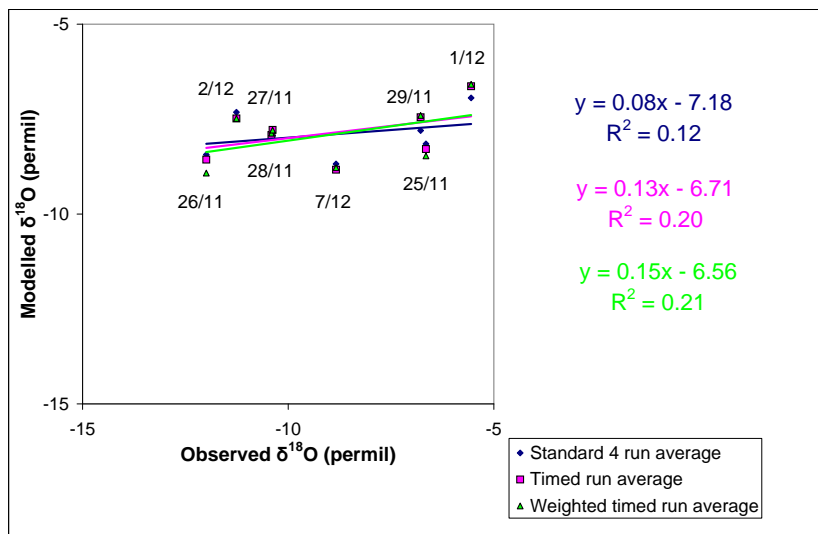 -5
-10
-15
-15
-10
-5
Modelled δ¹⁸O (permil)
Observed δ¹⁸O (permil)
1/12
2/12
27/11
29/11
28/11
26/11
7/12
25/11
y = 0.08x - 7.18
R² = 0.12
y = 0.13x - 6.71
R² = 0.20
y = 0.15x - 6.56
R² = 0.21
Standard 4 run average
Timed run average
Weighted timed run average